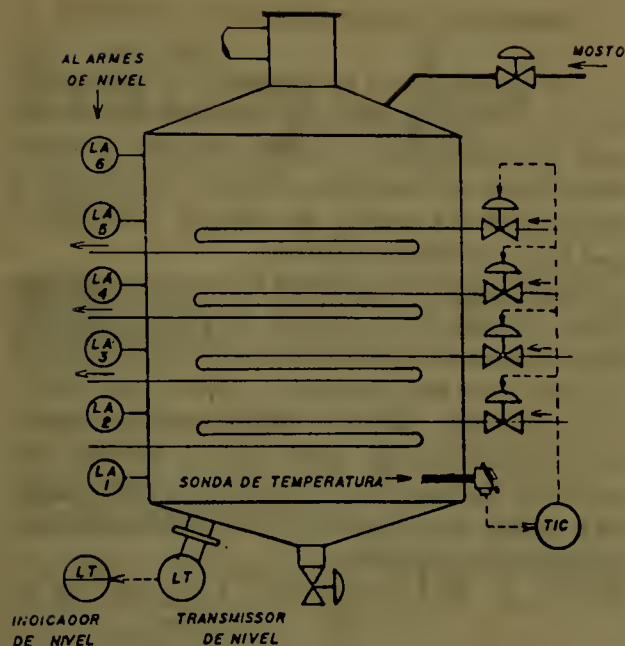 ALARMES
DE NIVEL
MOSTO
LA
6
LA
5
LA
4
LA
3
LA
2
LA
1
SONDA DE TEMPERATURA
TIC
LT
LT
INDICADOR
DE NIVEL
TRANSMISSOR
DE NIVEL